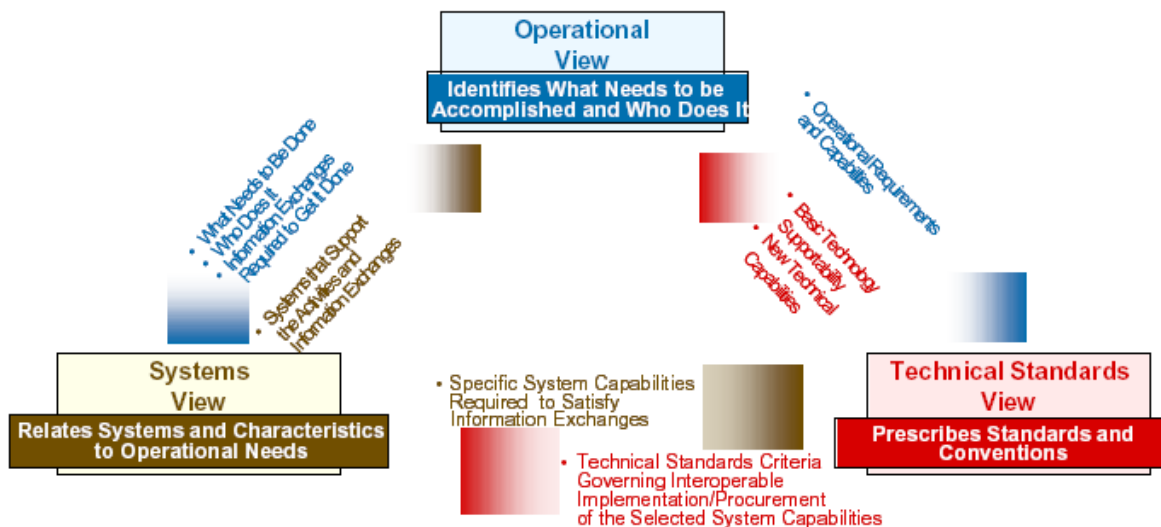 Operational
View
Identifies What Needs to be
Accomplished and Who Does It
• What Needs to Be Done
• Who Does It
• Information Exchanges
Required to Get It Done
• Systems that Support
the Activities and
Information Exchanges
• Operational Requirements
and Capabilities
• Basic Technology
Supportability
• New Technical
Capabilities
Systems
View
Relates Systems and Characteristics
to Operational Needs
• Specific System Capabilities
Required to Satisfy
Information Exchanges
• Technical Standards Criteria
Governing Interoperable
Implementation/Procurement
of the Selected System Capabilities
Technical Standards
View
Prescribes Standards and
Conventions